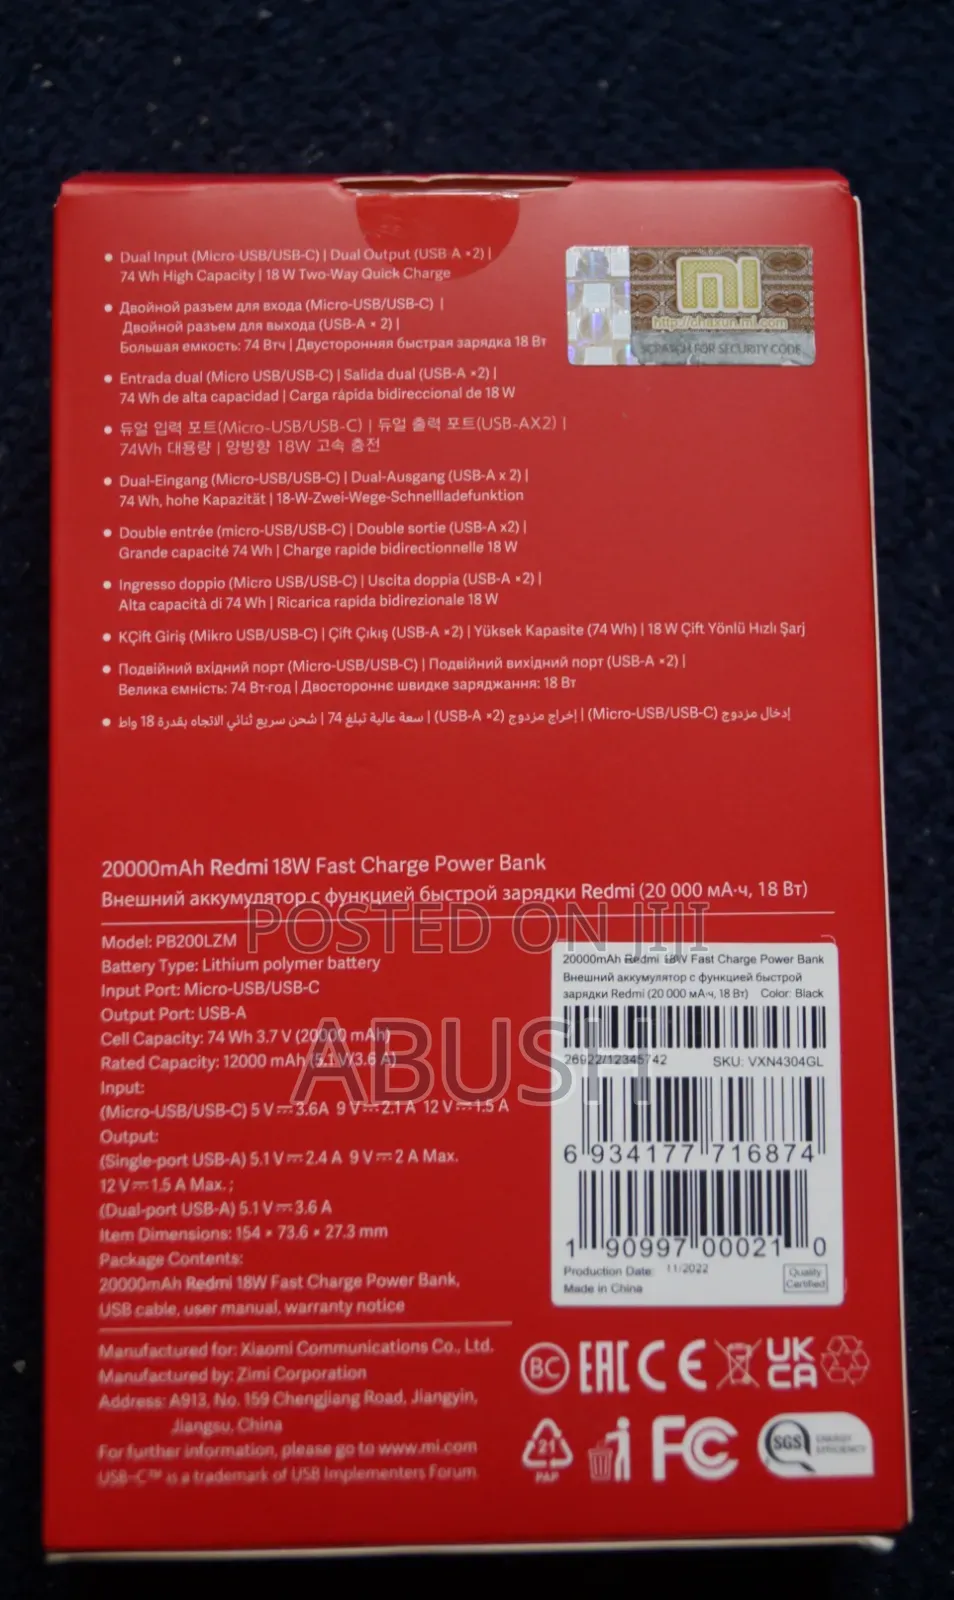 • Dual Input (Micro-USB/USB-C) | Dual Output (USB-A ×2) |
74 Wh High Capacity | 18 W Two-Way Quick Charge
• Двойной разъем для входа (Micro-USB/USB-C) |
Двойной разъем для выхода (USB-A × 2) |
Большая емкость: 74 Втч | Двусторонняя быстрая зарядка 18 Вт
• Entrada dual (Micro USB/USB-C) | Salida dual (USB-A ×2) |
74 Wh de alta capacidad | Carga rápida bidireccional de 18 W
•듀얼 입력 포트(Micro-USB/USB-C) | 듀얼 출력 포트(USB-AX2) |
74Wh 대용량 | 양방향 18W 고속 충전
• Dual-Eingang (Micro-USB/USB-C) | Dual-Ausgang (USB-A x 2) |
74 Wh, hohe Kapazität | 18-W-Zwei-Wege-Schnellladefunktion
• Double entrée (micro-USB/USB-C) | Double sortie (USB-A x2) |
Grande capacité 74 Wh | Charge rapide bidirectionnelle 18 W
• Ingresso doppio (Micro USB/USB-C) | Uscita doppia (USB-A ×2) |
Alta capacità di 74 Wh | Ricarica rapida bidirezionale 18 W
• KÇift Giriş (Mikro USB/USB-C) | Çift Çıkış (USB-A ×2) | Yüksek Kapasite (74 Wh) | 18 W Çift Yönlü Hızlı Şarj
• Подвійний вхідний порт (Micro-USB/USB-C) | Подвійний вихідний порт (USB-A ×2) |
Велика ємність: 74 Вт·год | Двостороннє швидке заряджання: 18 Вт
• إدخال مزدوج (Micro-USB/USB-C) | إخراج مزدوج (USB-A ×2) | سعة عالية تبلغ 74 | شحن سريع ثنائي الاتجاه بقدرة 18 واط
mi
http://chaxun.mi.com
SCRATCH FOR SECURITY CODE
20000mAh Redmi 18W Fast Charge Power Bank
Внешний аккумулятор с функцией быстрой зарядки Redmi (20 000 мА·ч, 18 Вт)
POSTED ON JIJI
ABUSH
Model: PB200LZM
Battery Type: Lithium polymer battery
Input Port: Micro-USB/USB-C
Output Port: USB-A
Cell Capacity: 74 Wh 3.7 V (20000 mAh)
Rated Capacity: 12000 mAh (5.1 V/3.6 A)
Input:
(Micro-USB/USB-C) 5 V⎓3.6A 9 V⎓2.1 A 12 V⎓1.5 A
Output:
(Single-port USB-A) 5.1 V⎓2.4 A 9 V⎓2 A Max.
12 V⎓1.5 A Max. ;
(Dual-port USB-A) 5.1 V⎓3.6 A
Item Dimensions: 154 × 73.6 × 27.3 mm
Package Contents:
20000mAh Redmi 18W Fast Charge Power Bank,
USB cable, user manual, warranty notice
Manufactured for: Xiaomi Communications Co., Ltd.
Manufactured by: Zimi Corporation
Address: A913, No. 159 Chengjiang Road, Jiangyin,
Jiangsu, China
For further information, please go to www.mi.com
USB-C™ is a trademark of USB Implementers Forum
20000mAh Redmi 18W Fast Charge Power Bank
Внешний аккумулятор с функцией быстрой
зарядки Redmi (20 000 мА·ч, 18 Вт) Color: Black
26922/12345742 SKU: VXN4304GL
6 934177 716874
1 90997 00021 0
Production Date: 11/2022
Made in China
Quality
Certified
BC EAC CE UK
CA
21
PAP
FC
SGS ENERGY
EFFICIENCY